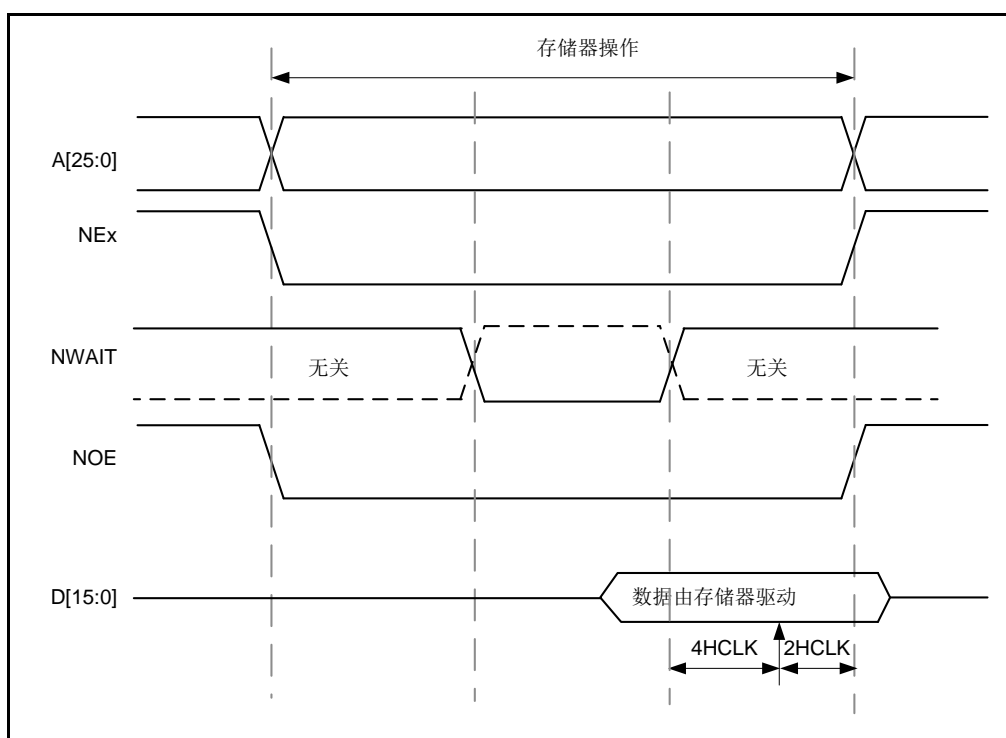 存储器操作
A[25:0]
NEx
NWAIT
无关
无关
NOE
D[15:0]
数据由存储器驱动
4HCLK
2HCLK